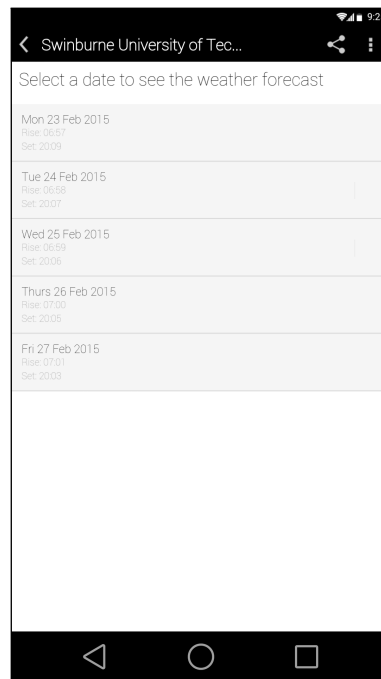 9:2
Swinburne University of Tec...
Select a date to see the weather forecast
Mon 23 Feb 2015
Rise: 06:57
Set: 20:09
Tue 24 Feb 2015
Rise: 06:58
Set: 20:07
Wed 25 Feb 2015
Rise: 06:59
Set: 20:06
Thurs 26 Feb 2015
Rise: 07:00
Set: 20:05
Fri 27 Feb 2015
Rise: 07:01
Set: 20:03